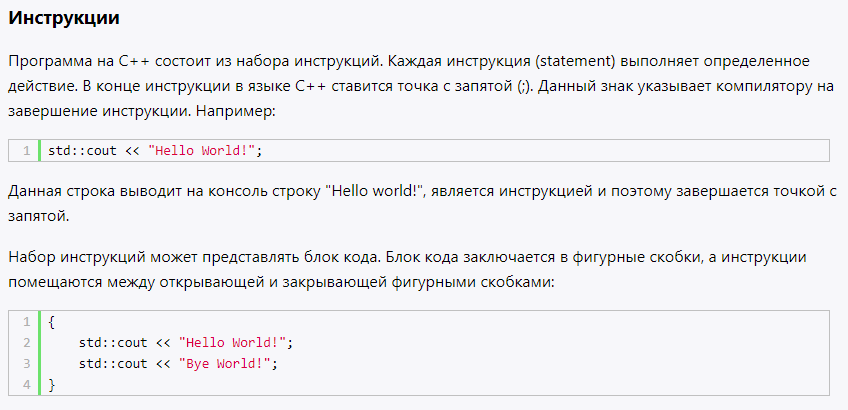 Инструкции
Программа на C++ состоит из набора инструкций. Каждая инструкция (statement) выполняет определенное
действие. В конце инструкции в языке C++ ставится точка с запятой (;). Данный знак указывает компилятору на
завершение инструкции. Например:
1 std::cout << "Hello World!";
Данная строка выводит на консоль строку "Hello world!", является инструкцией и поэтому завершается точкой с
запятой.
Набор инструкций может представлять блок кода. Блок кода заключается в фигурные скобки, а инструкции
помещаются между открывающей и закрывающей фигурными скобками:
1 {
2     std::cout << "Hello World!";
3     std::cout << "Bye World!";
4 }